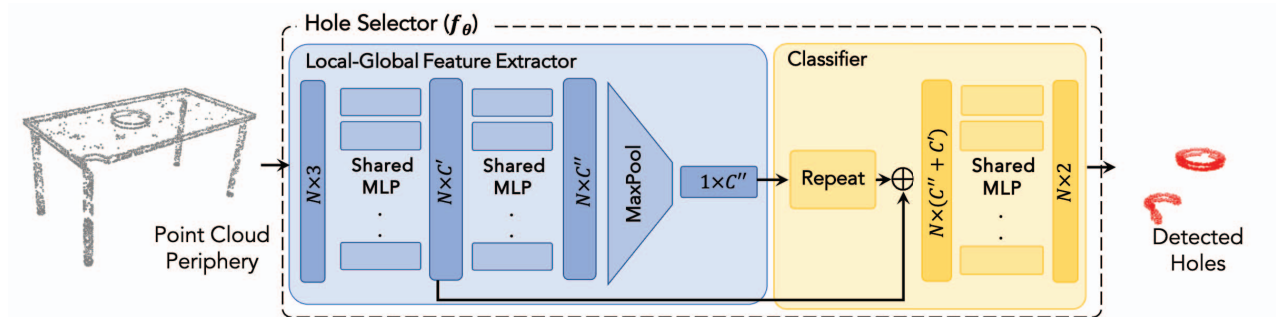 Hole Selector (f_θ)
Local-Global Feature Extractor
Classifier
Point Cloud
Periphery
N×3
Shared
MLP
.
.
N×C′
Shared
MLP
.
.
N×C′′
MaxPool
1×C′′
Repeat
⊕
N×(C′′ + C′)
Shared
MLP
.
.
N×2
Detected
Holes